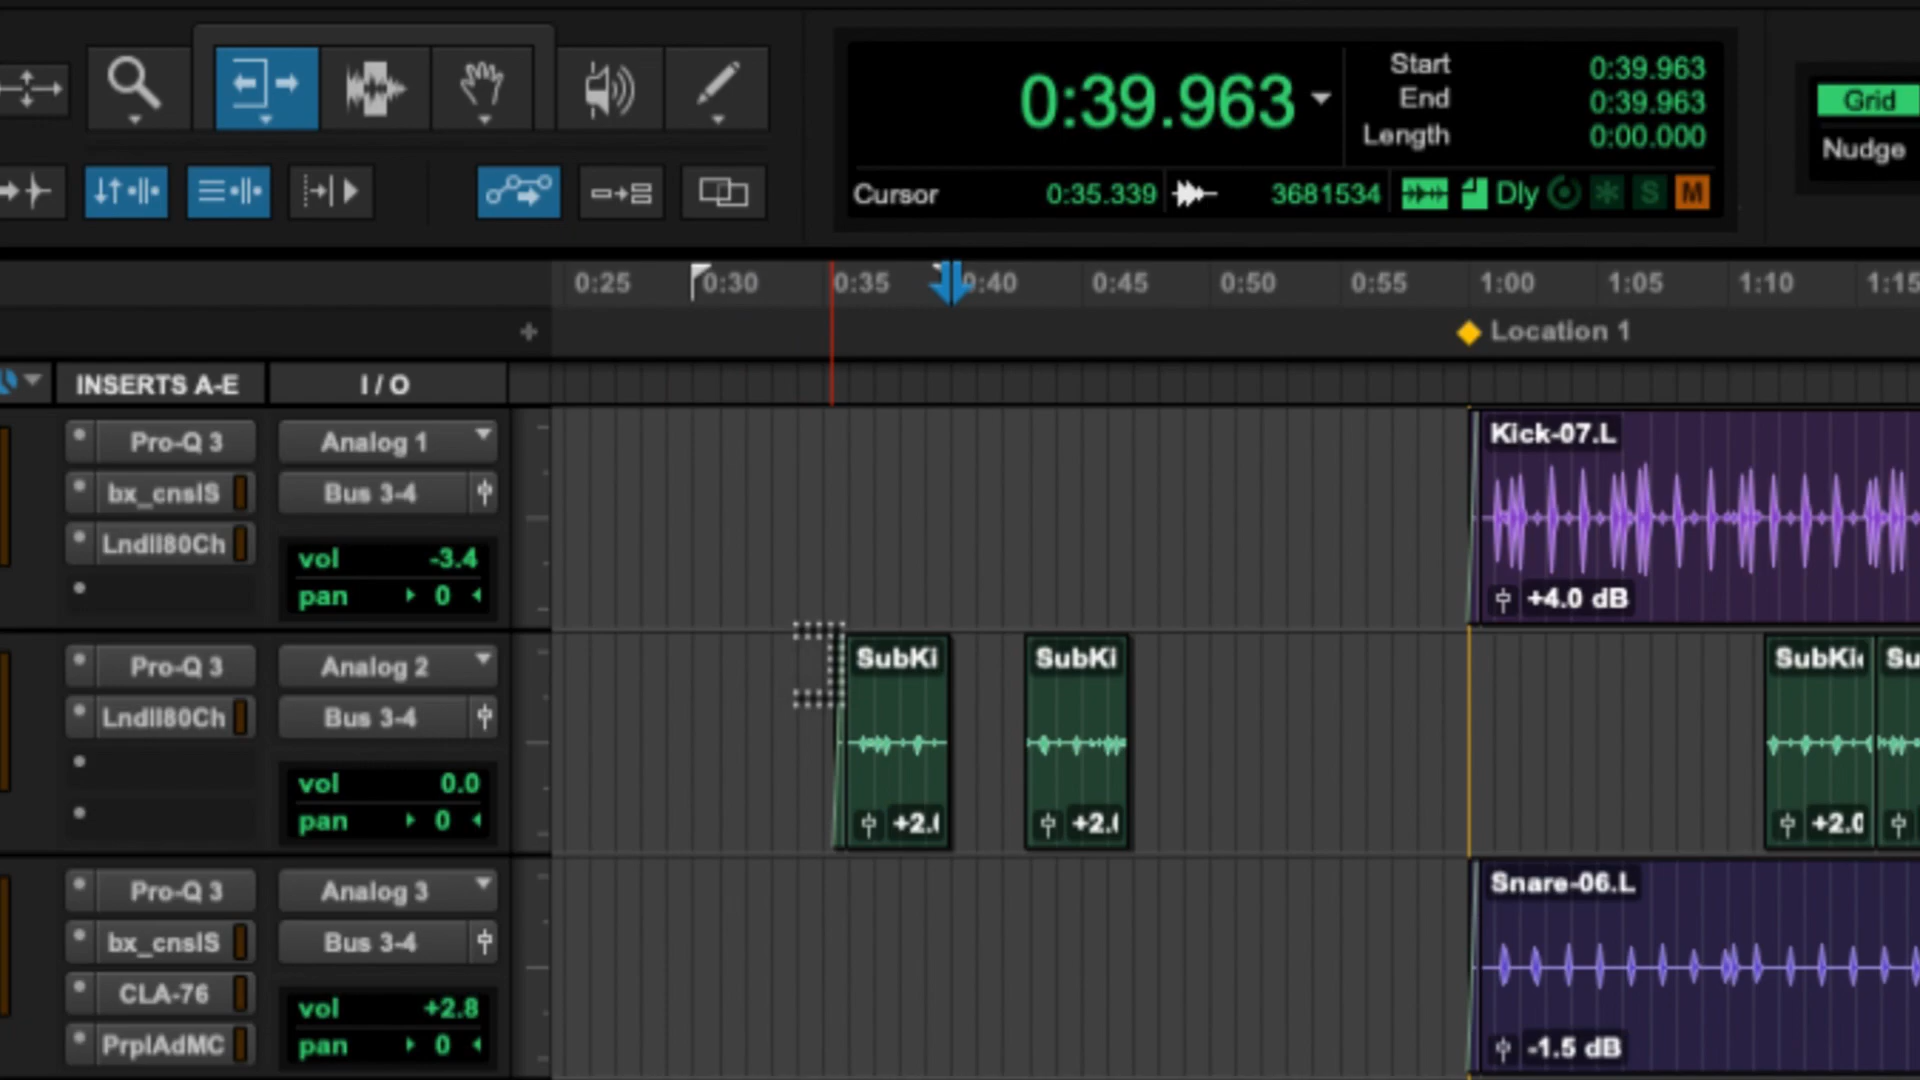 0:39.963
Start 0:39.963
End 0:39.963
Length 0:00.000
Grid
Nudge
Cursor 0:35.339 3681534 Dly S M
0:25 0:30 0:35 0:40 0:45 0:50 0:55 1:00 1:05 1:10 1:15
+ Location 1
INSERTS A-E I / O
Pro-Q 3 Analog 1 Kick-07.L
bx_cnslS Bus 3-4
LndlI80Ch
vol -3.4
pan 0 +4.0 dB
Pro-Q 3 Analog 2 SubKi SubKi SubKi Su
LndlI80Ch Bus 3-4
vol 0.0
pan 0 +2. +2. +2.0
Pro-Q 3 Analog 3 Snare-06.L
bx_cnslS Bus 3-4
CLA-76
vol +2.8
PrplAdMC pan 0 -1.5 dB